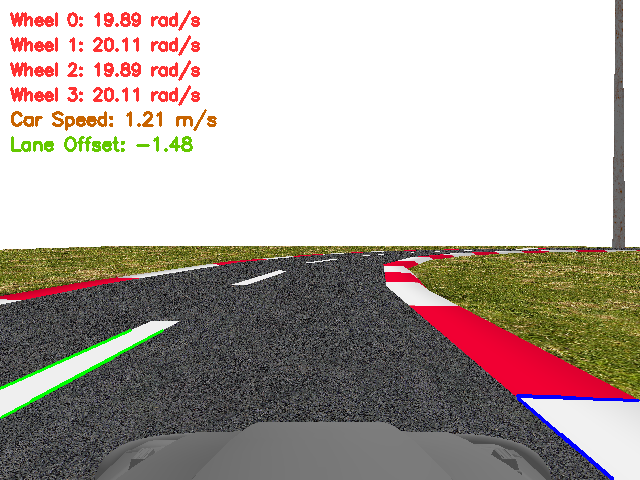 Wheel 0: 19.89 rad/s
Wheel 1: 20.11 rad/s
Wheel 2: 19.89 rad/s
Wheel 3: 20.11 rad/s
Car Speed: 1.21 m/s
Lane Offset: -1.48